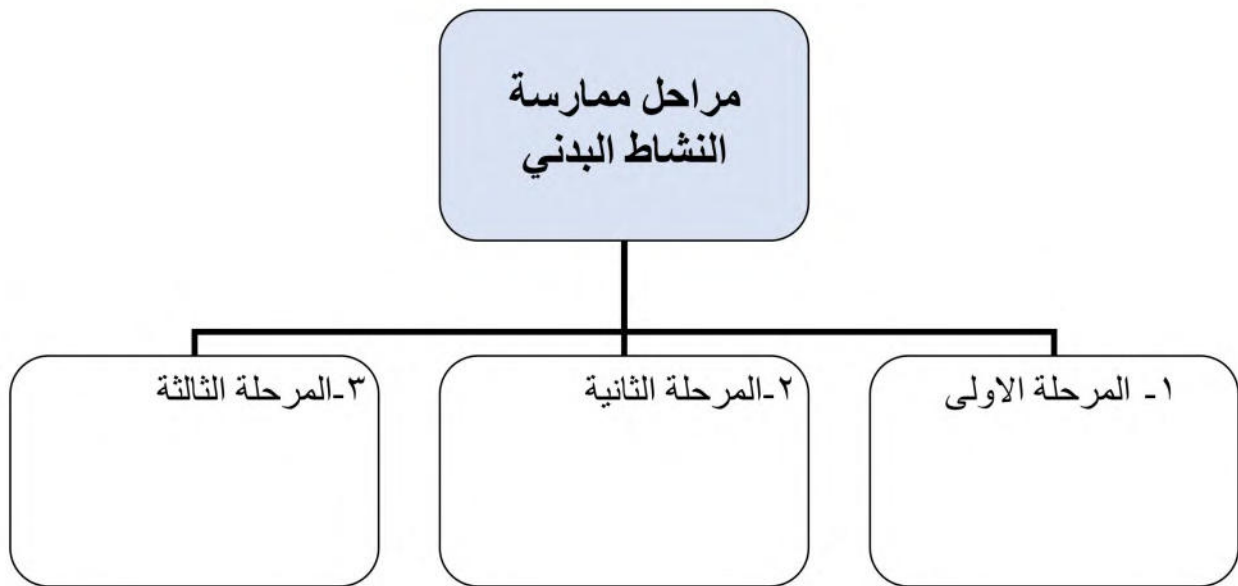 مراحل ممارسة
النشاط البدني
١- المرحلة الاولى
٢-المرحلة الثانية
٣-المرحلة الثالثة